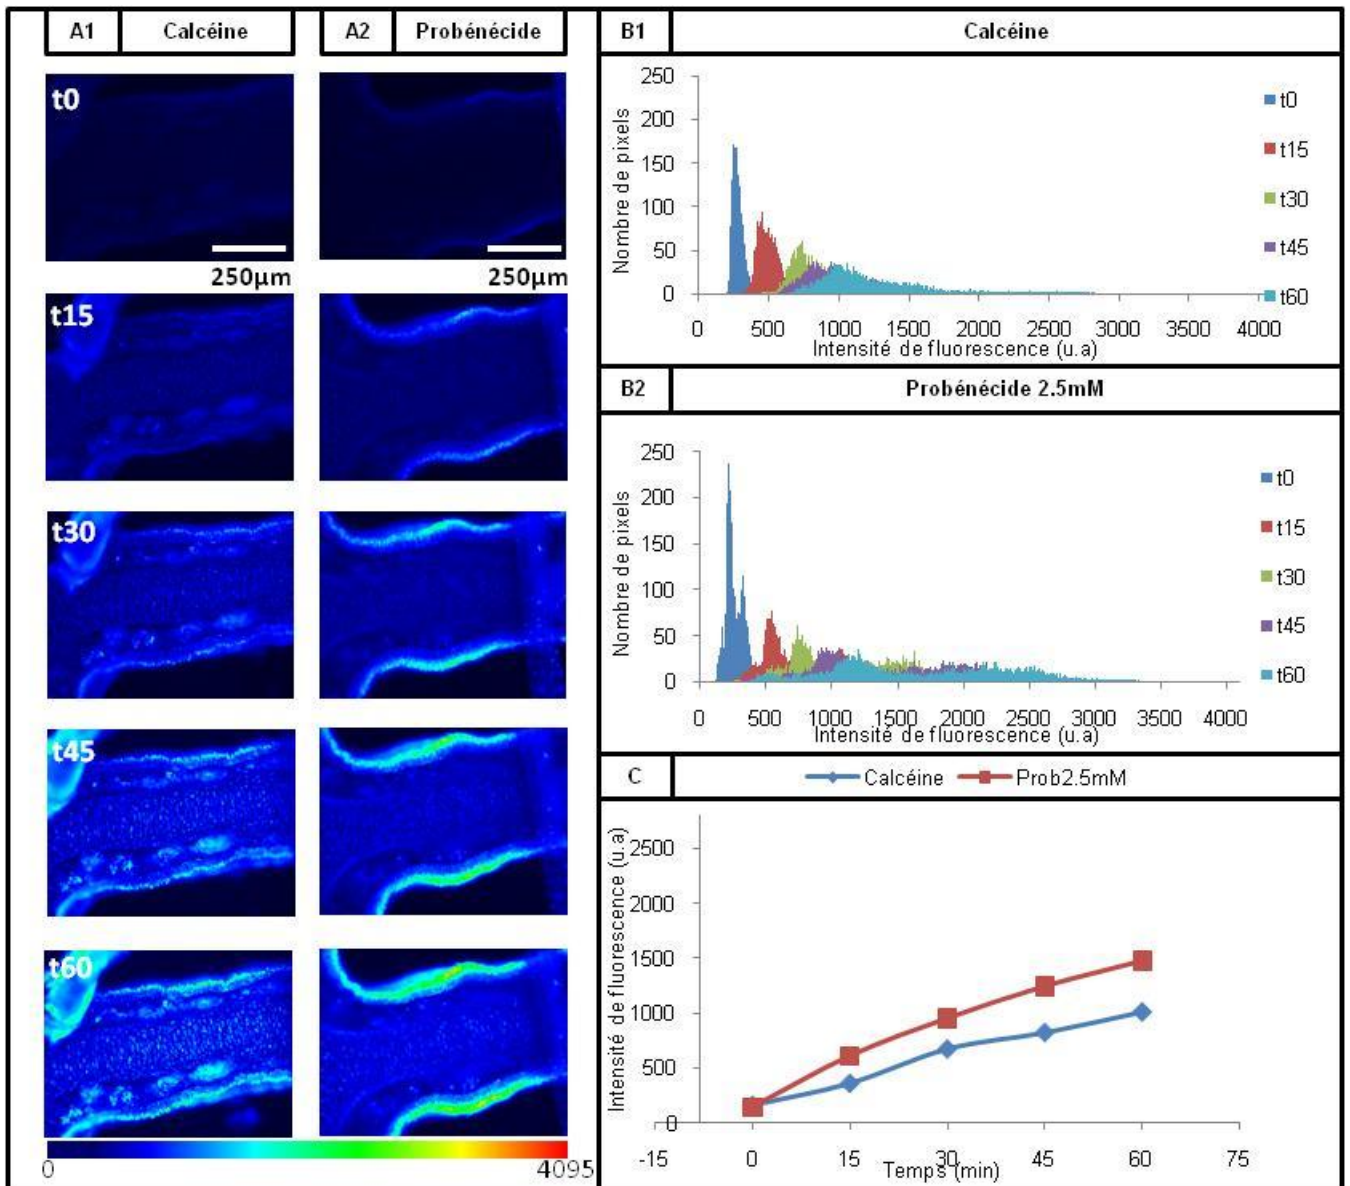 A1 Calcéine
A2 Probénécide
t0
250µm
250µm
t15
t30
t45
t60
0 4095
B1 Calcéine
Nombre de pixels
250
200
150
100
50
0
0 500 1000 1500 2000 2500 3000 3500 4000
Intensité de fluorescence (u.a)
t0
t15
t30
t45
t60
B2 Probénécide 2.5mM
Nombre de pixels
250
200
150
100
50
0
0 500 1000 1500 2000 2500 3000 3500 4000
Intensité de fluorescence (u.a)
t0
t15
t30
t45
t60
C Calcéine Prob2.5mM
Intensité de fluorescence (u.a)
2500
2000
1500
1000
500
0
-15 0 15 30 45 60 75
Temps (min)